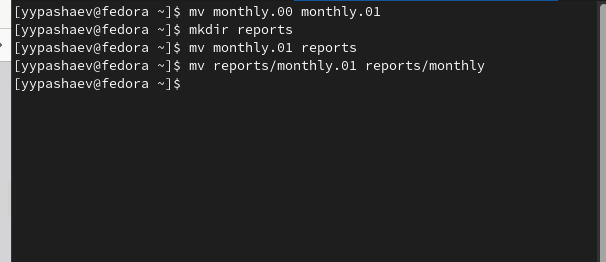 [yypashaev@fedora ~]$ mv monthly.00 monthly.01
[yypashaev@fedora ~]$ mkdir reports
[yypashaev@fedora ~]$ mv monthly.01 reports
[yypashaev@fedora ~]$ mv reports/monthly.01 reports/monthly
[yypashaev@fedora ~]$